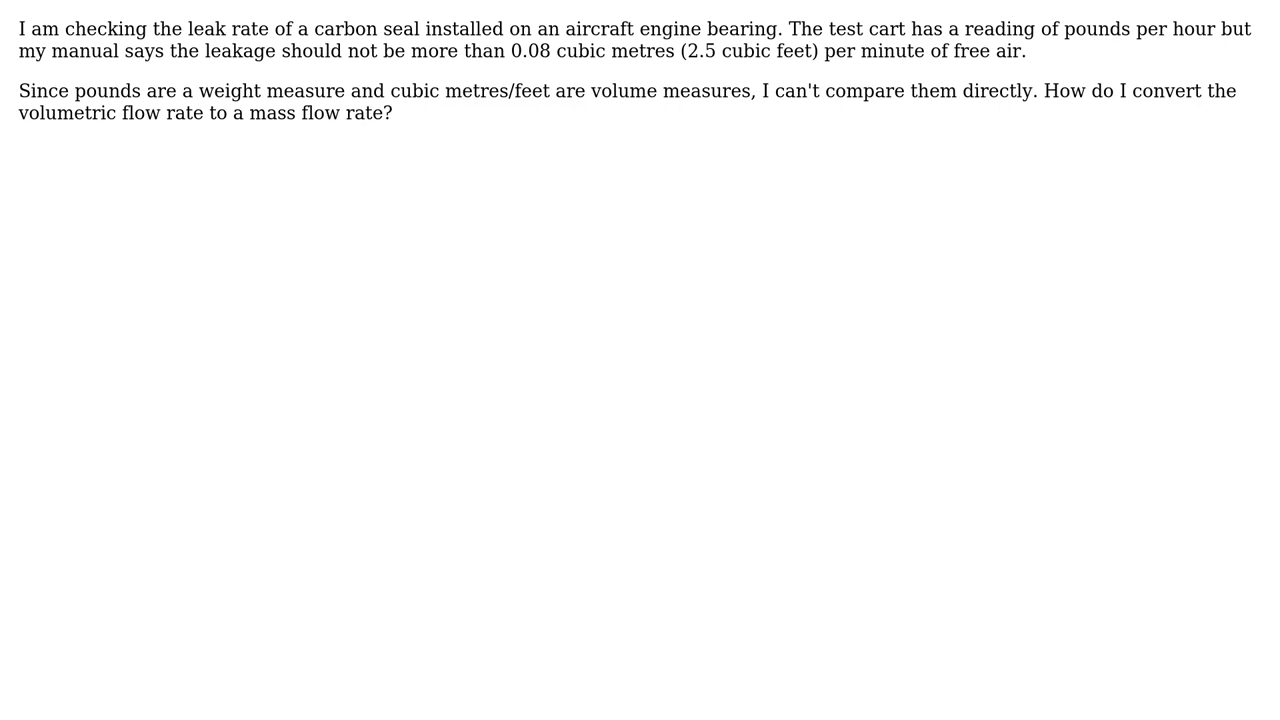 I am checking the leak rate of a carbon seal installed on an aircraft engine bearing. The test cart has a reading of pounds per hour but
my manual says the leakage should not be more than 0.08 cubic metres (2.5 cubic feet) per minute of free air.
Since pounds are a weight measure and cubic metres/feet are volume measures, I can't compare them directly. How do I convert the
volumetric flow rate to a mass flow rate?